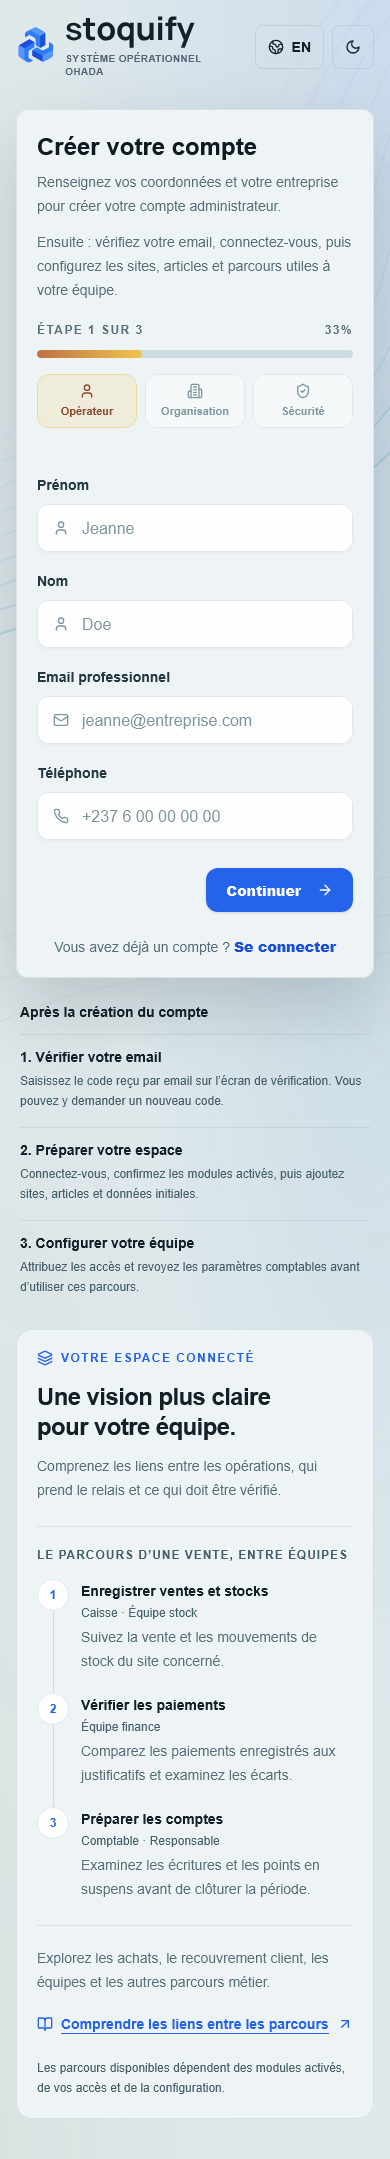 stoquify
SYSTÈME OPÉRATIONNEL
OHADA
EN
Créer votre compte
Renseignez vos coordonnées et votre entreprise
pour créer votre compte administrateur.
Ensuite : vérifiez votre email, connectez-vous, puis
configurez les sites, articles et parcours utiles à
votre équipe.
ÉTAPE 1 SUR 3
33%
Opérateur
Organisation
Sécurité
Prénom
Jeanne
Nom
Doe
Email professionnel
jeanne@entreprise.com
Téléphone
+237 6 00 00 00 00
Continuer
Vous avez déjà un compte ? Se connecter
Après la création du compte
1. Vérifier votre email
Saisissez le code reçu par email sur l'écran de vérification. Vous
pouvez y demander un nouveau code.
2. Préparer votre espace
Connectez-vous, confirmez les modules activés, puis ajoutez
sites, articles et données initiales.
3. Configurer votre équipe
Attribuez les accès et revoyez les paramètres comptables avant
d'utiliser ces parcours.
VOTRE ESPACE CONNECTÉ
Une vision plus claire
pour votre équipe.
Comprenez les liens entre les opérations, qui
prend le relais et ce qui doit être vérifié.
LE PARCOURS D'UNE VENTE, ENTRE ÉQUIPES
1
Enregistrer ventes et stocks
Caisse · Équipe stock
Suivez la vente et les mouvements de
stock du site concerné.
2
Vérifier les paiements
Équipe finance
Comparez les paiements enregistrés aux
justificatifs et examinez les écarts.
3
Préparer les comptes
Comptable · Responsable
Examinez les écritures et les points en
suspens avant de clôturer la période.
Explorez les achats, le recouvrement client, les
équipes et les autres parcours métier.
Comprendre les liens entre les parcours
Les parcours disponibles dépendent des modules activés,
de vos accès et de la configuration.